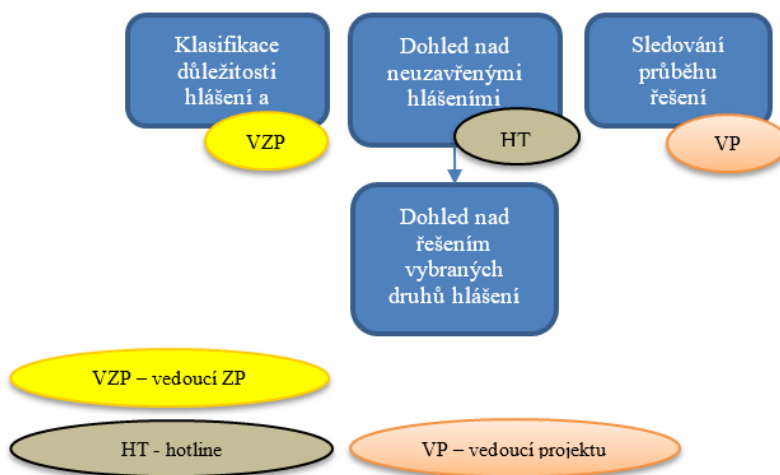 Klasifikace
důležitosti
hlášení a
VZP
Dohled nad
neuzavřenými
hlášeními
HT
Sledování
průběhu
řešení
VP
Dohled nad
řešením
vybraných
druhů hlášení
VZP – vedoucí ZP
HT - hotline
VP – vedoucí projektu